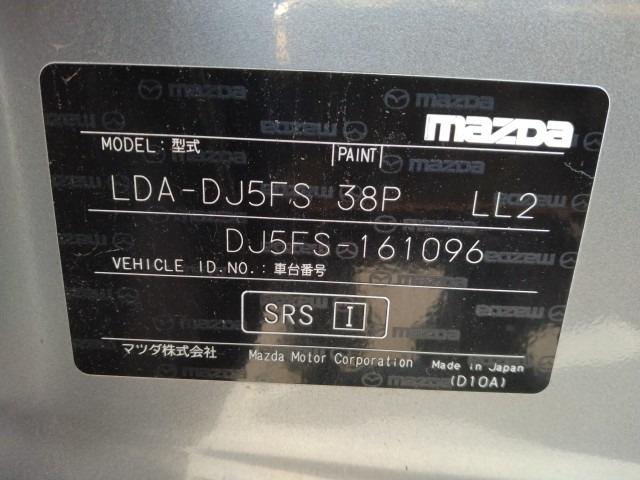 mazda
MODEL : 型式 PAINT
LDA-DJ5FS 38P LL2
DJ5FS-161096
VEHICLE ID.NO. : 車台番号
SRS I
マツダ株式会社 Mazda Motor Corporation Made in Japan
(D10A)